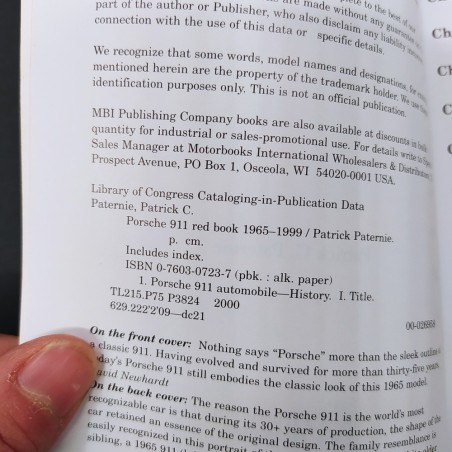 are made without any guarantee
part of the author or Publisher, who also disclaim any liability
connection with the use of this data or specific details.
We recognize that some words, model names and designations, for
mentioned herein are the property of the trademark holder. We use
identification purposes only. This is not an official publication.
MBI Publishing Company books are also available at discounts in bulk
quantity for industrial or sales-promotional use. For details write to
Sales Manager at Motorbooks International Wholesalers & Distributors
Prospect Avenue, PO Box 1, Osceola, WI 54020-0001 USA.
Library of Congress Cataloging-in-Publication Data
Paternie, Patrick C.
Porsche 911 red book 1965–1999 / Patrick Paternie.
p. cm.
Includes index.
ISBN 0-7603-0723-7 (pbk. : alk. paper)
1. Porsche 911 automobile—History. I. Title.
TL215.P75 P3824 2000
629.222'2'09—dc21
On the front cover: Nothing says “Porsche” more than the sleek outline
a classic 911. Having evolved and survived for more than thirty-five years,
Porsche 911 still embodies the classic look of this 1965 model.
Newhardt
On the back cover: The reason the Porsche 911 is the world's most
recognizable car is that during its 30+ years of production, the shape of the
car retained an essence of the original design. The family resemblance is
easily recognized in this portrait of the
sibling, a 1965 911
Ch
Ch
C